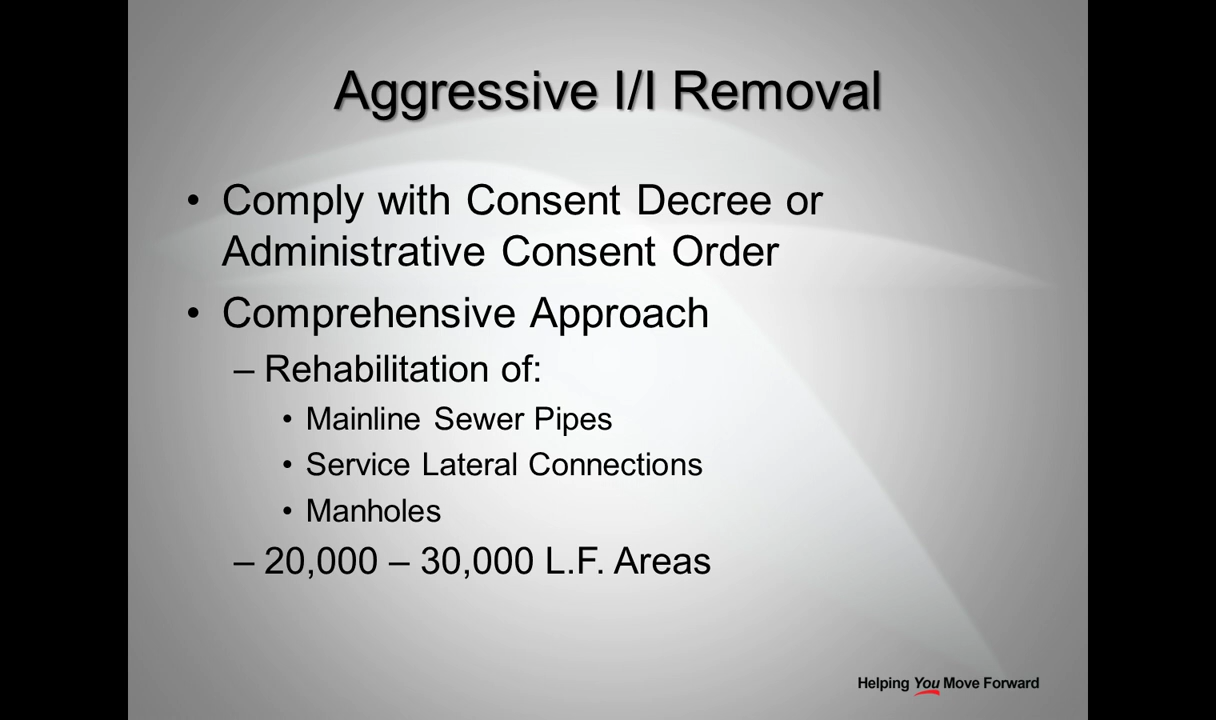 Aggressive I/I Removal
• Comply with Consent Decree or
Administrative Consent Order
• Comprehensive Approach
– Rehabilitation of:
• Mainline Sewer Pipes
• Service Lateral Connections
• Manholes
– 20,000 – 30,000 L.F. Areas
Helping You Move Forward